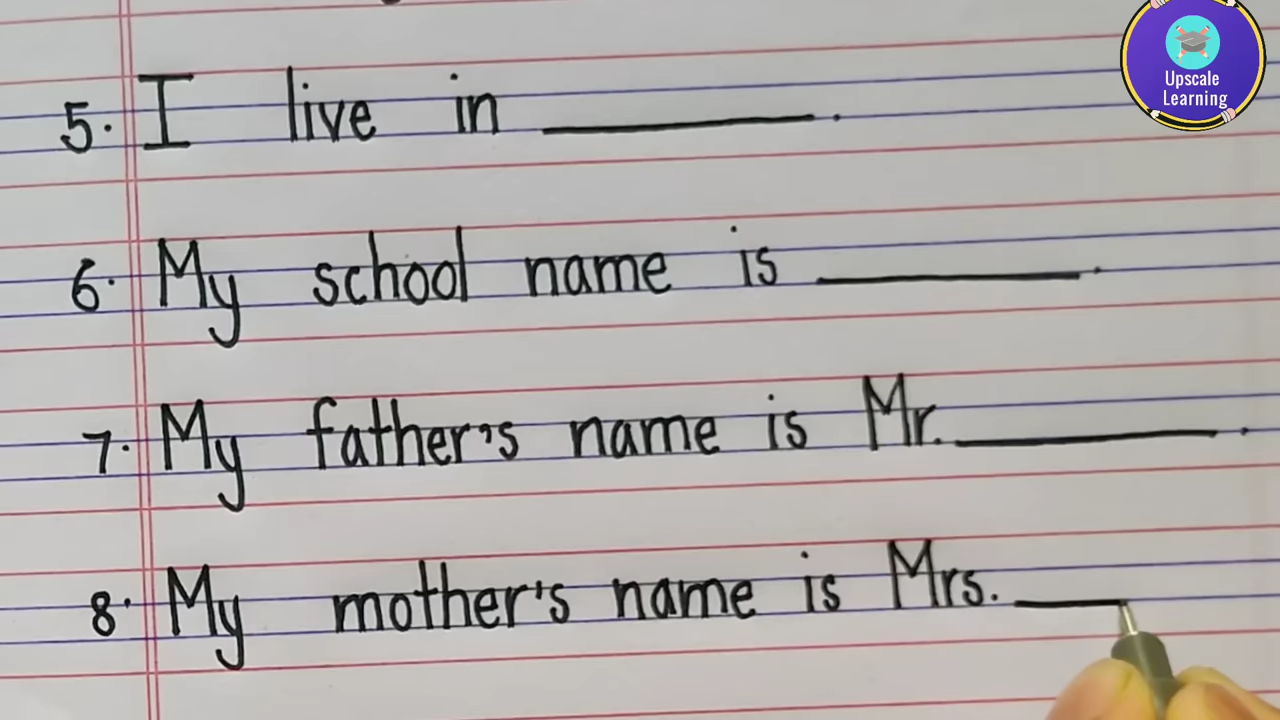 Upscale
Learning
5. I live in ________.
6. My school name is ________.
7. My father's name is Mr.________.
8. My mother's name is Mrs. ____